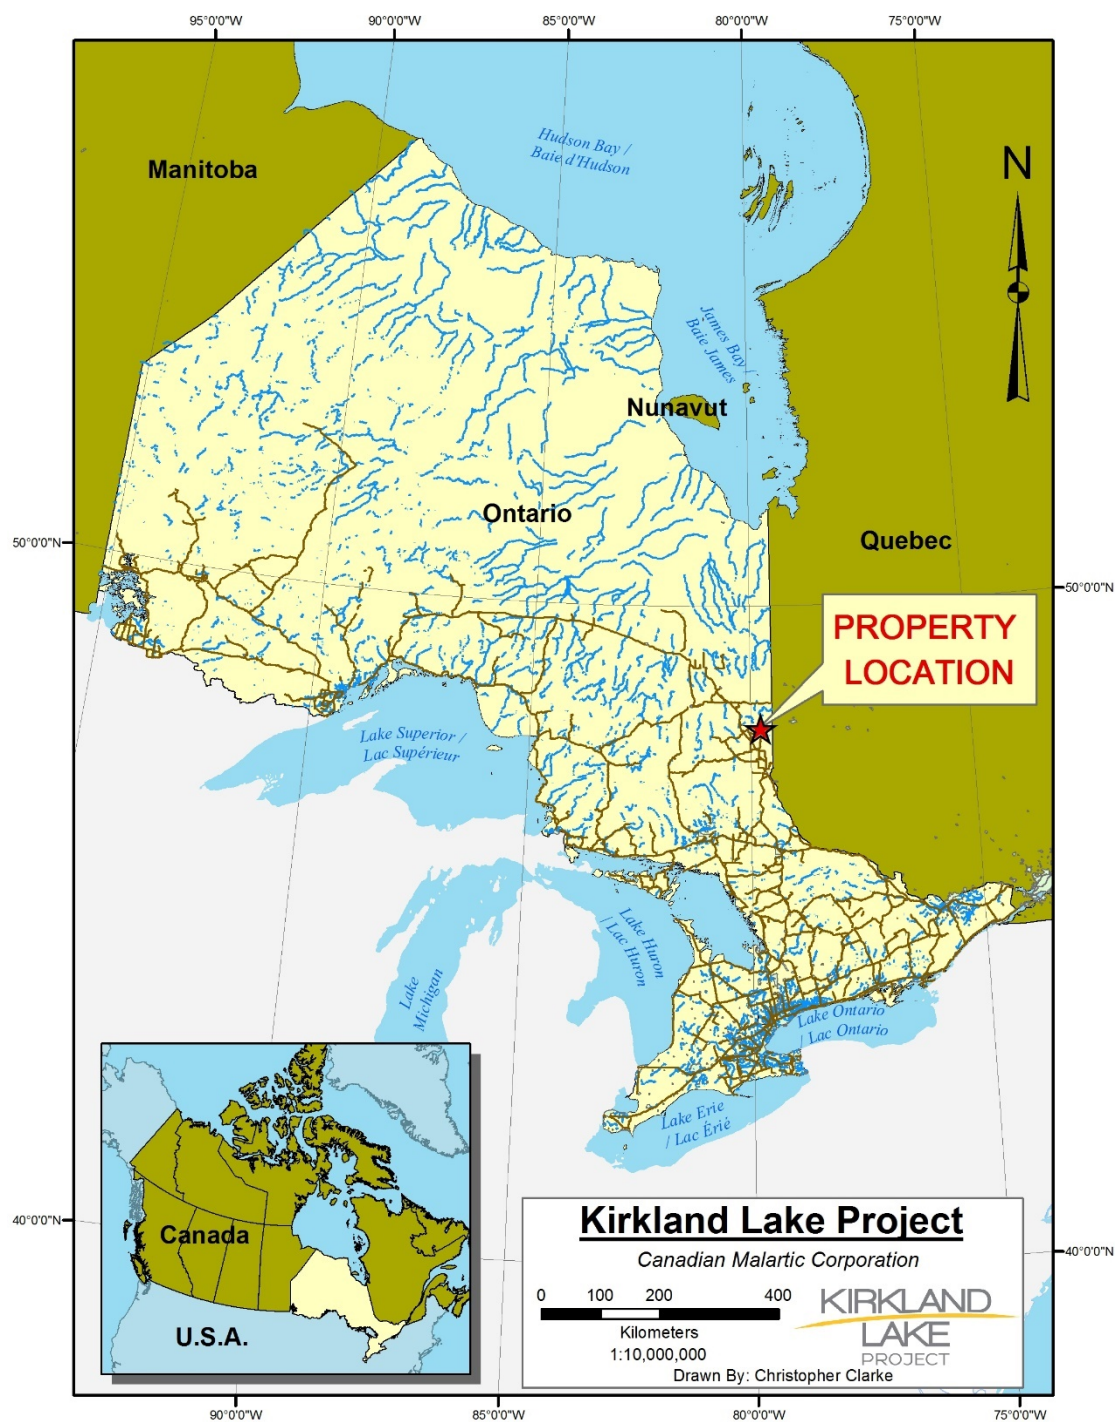 95°0'0"W
90°0'0"W
85°0'0"W
80°0'0"W
75°0'0"W
Manitoba
Hudson Bay /
Baie d'Hudson
N
James Bay /
Baie James
Nunavut
Ontario
Quebec
50°0'0"N
50°0'0"N
PROPERTY
LOCATION
Lake Superior /
Lac Supérieur
Lake Huron
/ Lac Huron
Lake
Michigan
Lake Ontario
/ Lac Ontario
Lake Erie
/ Lac Érié
Canada
U.S.A.
40°0'0"N
40°0'0"N
Kirkland Lake Project
Canadian Malartic Corporation
0 100 200 400
Kilometers
1:10,000,000
KIRKLAND
LAKE
PROJECT
Drawn By: Christopher Clarke
90°0'0"W
85°0'0"W
80°0'0"W
75°0'0"W